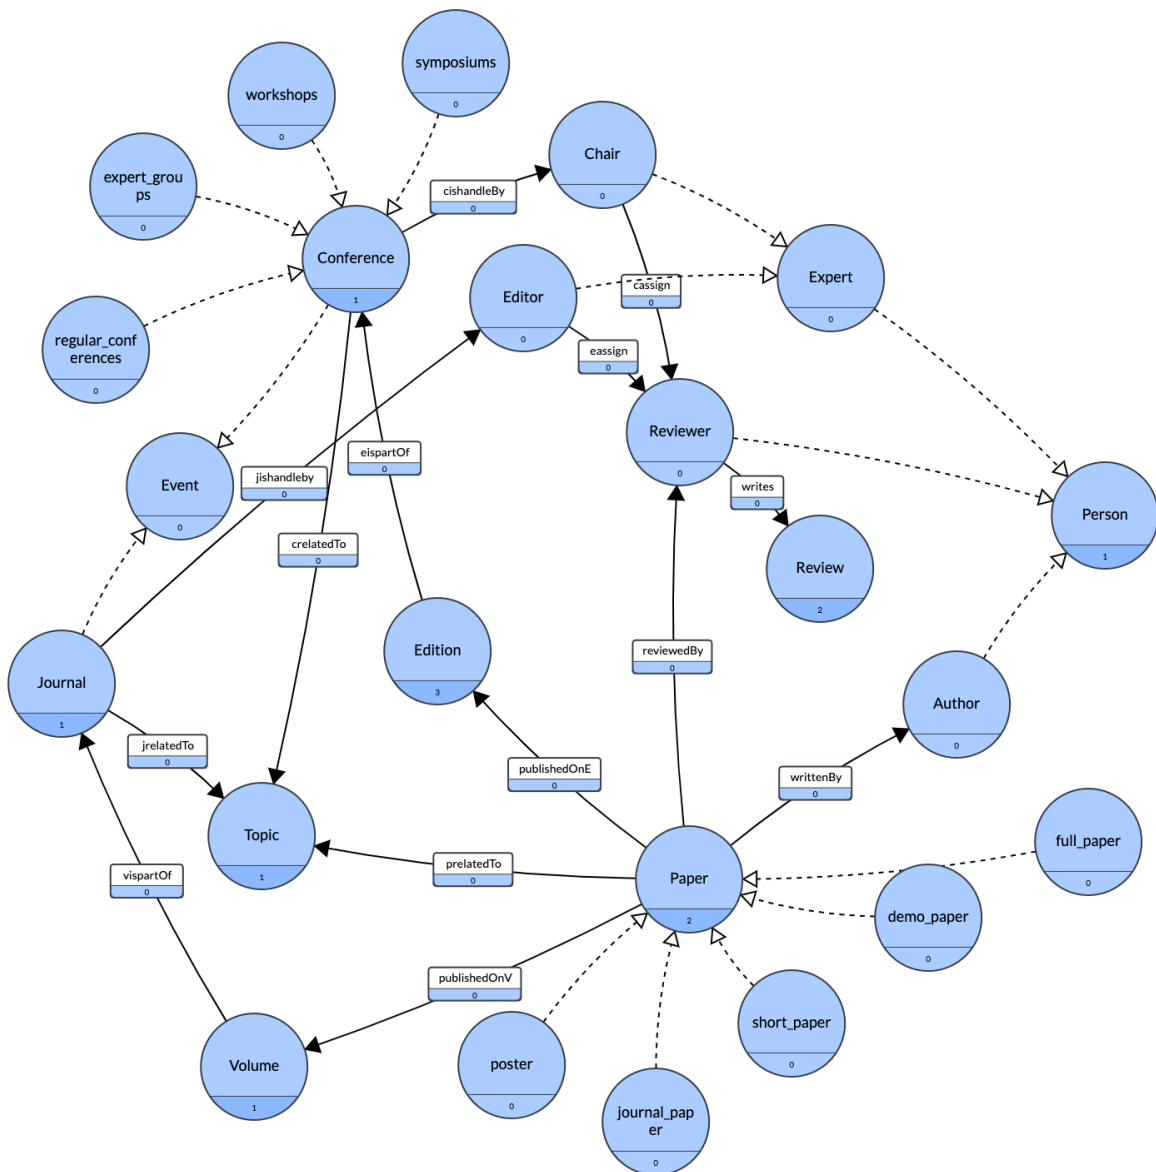 symposiums
0
workshops
0
Chair
0
expert_grou
ps
0
cishandleBy
0
Conference
1
Expert
0
Editor
0
cassign
0
regular_conf
erences
0
eassign
0
Reviewer
0
eispartOf
0
Event
0
jishandleby
0
writes
0
Person
1
crelatedTo
0
Review
2
Edition
3
reviewedBy
0
Journal
1
Author
0
jrelatedTo
0
publishedOnE
0
writtenBy
0
Topic
1
full_paper
0
prelatedTo
0
Paper
2
vispartOf
0
demo_paper
0
publishedOnV
0
short_paper
0
Volume
1
poster
0
journal_pap
er
0